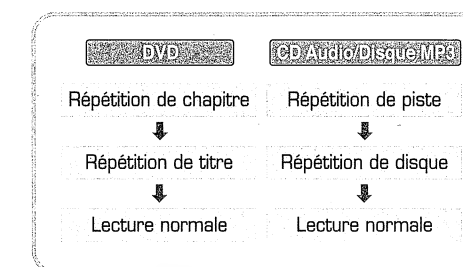 DVD
CD Audio/Disque MP3
Répétition de chapitre
Répétition de piste
Répétition de titre
Répétition de disque
Lecture normale
Lecture normale